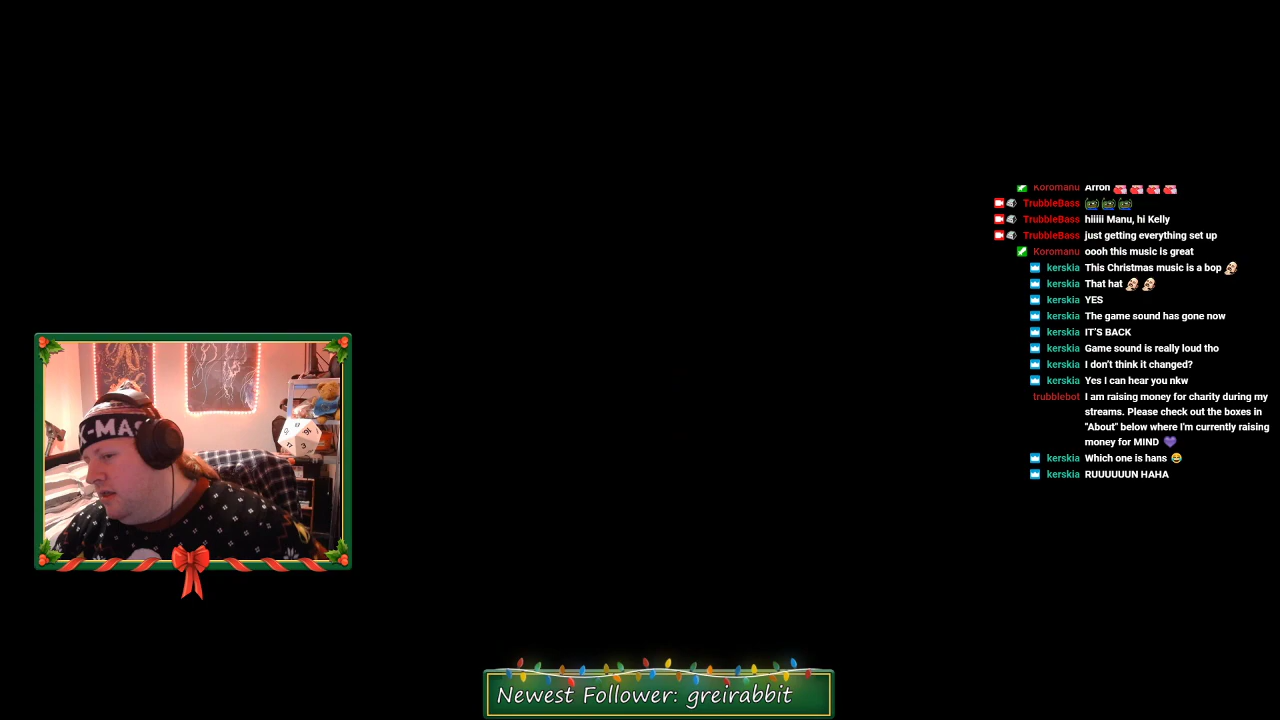 Koromanu Arron
TrubbleBass
TrubbleBass hiiiii Manu, hi Kelly
TrubbleBass just getting everything set up
Koromanu oooh this music is great
kerskia This Christmas music is a bop
kerskia That hat
kerskia YES
kerskia The game sound has gone now
kerskia IT'S BACK
kerskia Game sound is really loud tho
kerskia I don't think it changed?
kerskia Yes I can hear you nkw
trubblebot I am raising money for charity during my
streams. Please check out the boxes in
"About" below where I'm currently raising
money for MIND 💜
kerskia Which one is hans 😂
kerskia RUUUUUUN HAHA
X-MAS
Newest Follower: greirabbit